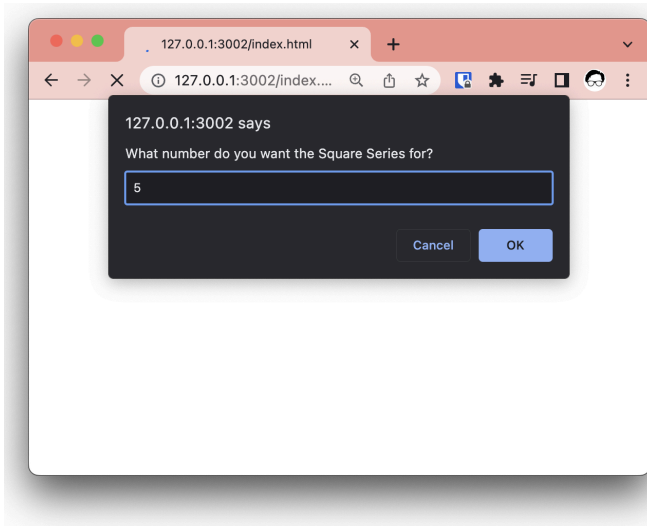 127.0.0.1:3002/index.html
127.0.0.1:3002/index....
127.0.0.1:3002 says
What number do you want the Square Series for?
5
Cancel
OK